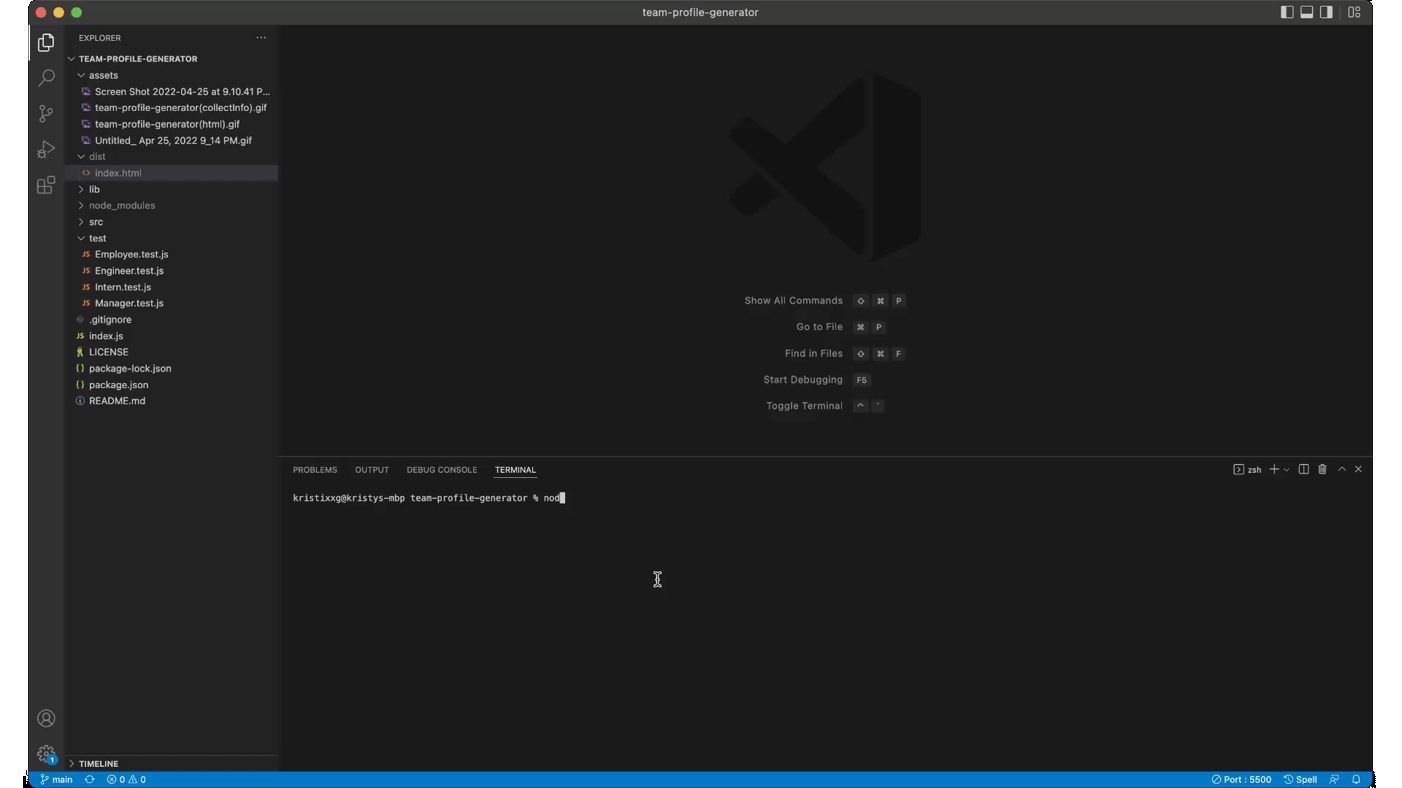 team-profile-generator
EXPLORER
TEAM-PROFILE-GENERATOR
assets
Screen Shot 2022-04-25 at 9.10.41 P...
team-profile-generator(collectInfo).gif
team-profile-generator(html).gif
Untitled_ Apr 25, 2022 9_14 PM.gif
dist
index.html
lib
node_modules
src
test
JS Employee.test.js
JS Engineer.test.js
JS Intern.test.js
JS Manager.test.js
.gitignore
JS index.js
LICENSE
{} package-lock.json
{} package.json
README.md
TIMELINE
Show All Commands ⇧ ⌘ P
Go to File ⌘ P
Find in Files ⇧ ⌘ F
Start Debugging F5
Toggle Terminal ^ `
PROBLEMS OUTPUT DEBUG CONSOLE TERMINAL
zsh
kristixxg@kristys-mbp team-profile-generator % nod
1
main 0 0 Port : 5500 Spell